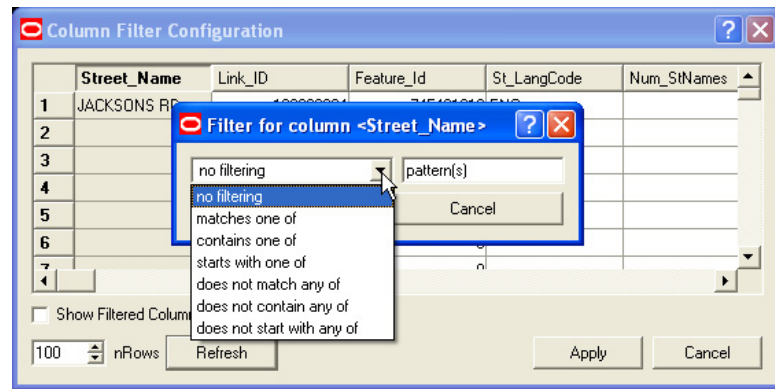 Column Filter Configuration
Street_Name Link_ID Feature_Id St_LangCode Num_StNames
1 JACKSONS RD
2
Filter for column <Street_Name>
3
no filtering pattern(s)
4
no filtering
5
matches one of Cancel
6
contains one of
7
starts with one of
does not match any of
Show Filtered
does not contain any of
does not start with any of
100 nRows Refresh Apply Cancel